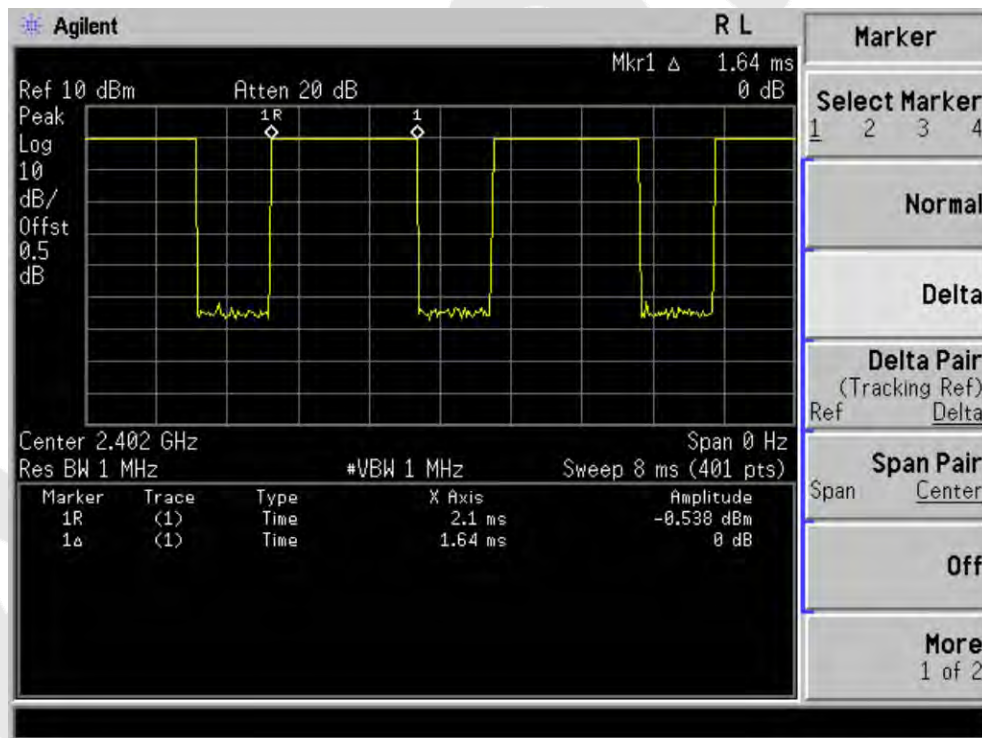 Agilent
R L
Marker
Mkr1 Δ 1.64 ms
Ref 10 dBm Atten 20 dB 0 dB
Peak
Log
10
dB/
Offst
0.5
dB
1R 1
Center 2.402 GHz Span 0 Hz
Res BW 1 MHz #VBW 1 MHz Sweep 8 ms (401 pts)
Marker Trace Type X Axis Amplitude
1R (1) Time 2.1 ms -0.538 dBm
1Δ (1) Time 1.64 ms 0 dB
Select Marker
1 2 3 4
Normal
Delta
Delta Pair
(Tracking Ref)
Ref Delta
Span Pair
Span Center
Off
More
1 of 2